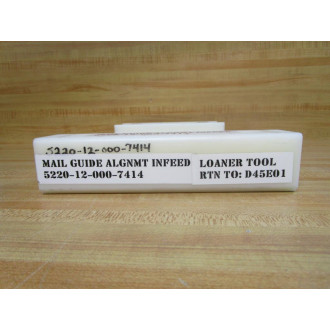 5220-12-000-7414
MAIL GUIDE ALGNMT INFEED
5220-12-000-7414
LOANER TOOL
RTN TO: D45E01